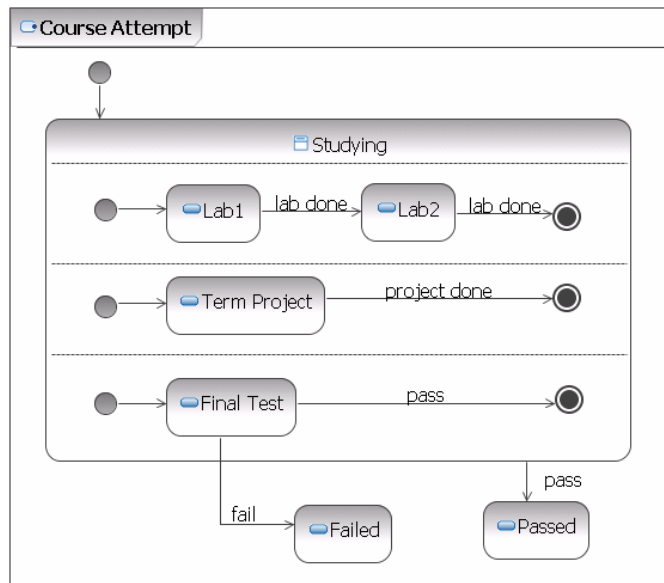 Course Attempt
Studying
Lab1
lab done
Lab2
lab done
Term Project
project done
Final Test
pass
fail
pass
Failed
Passed